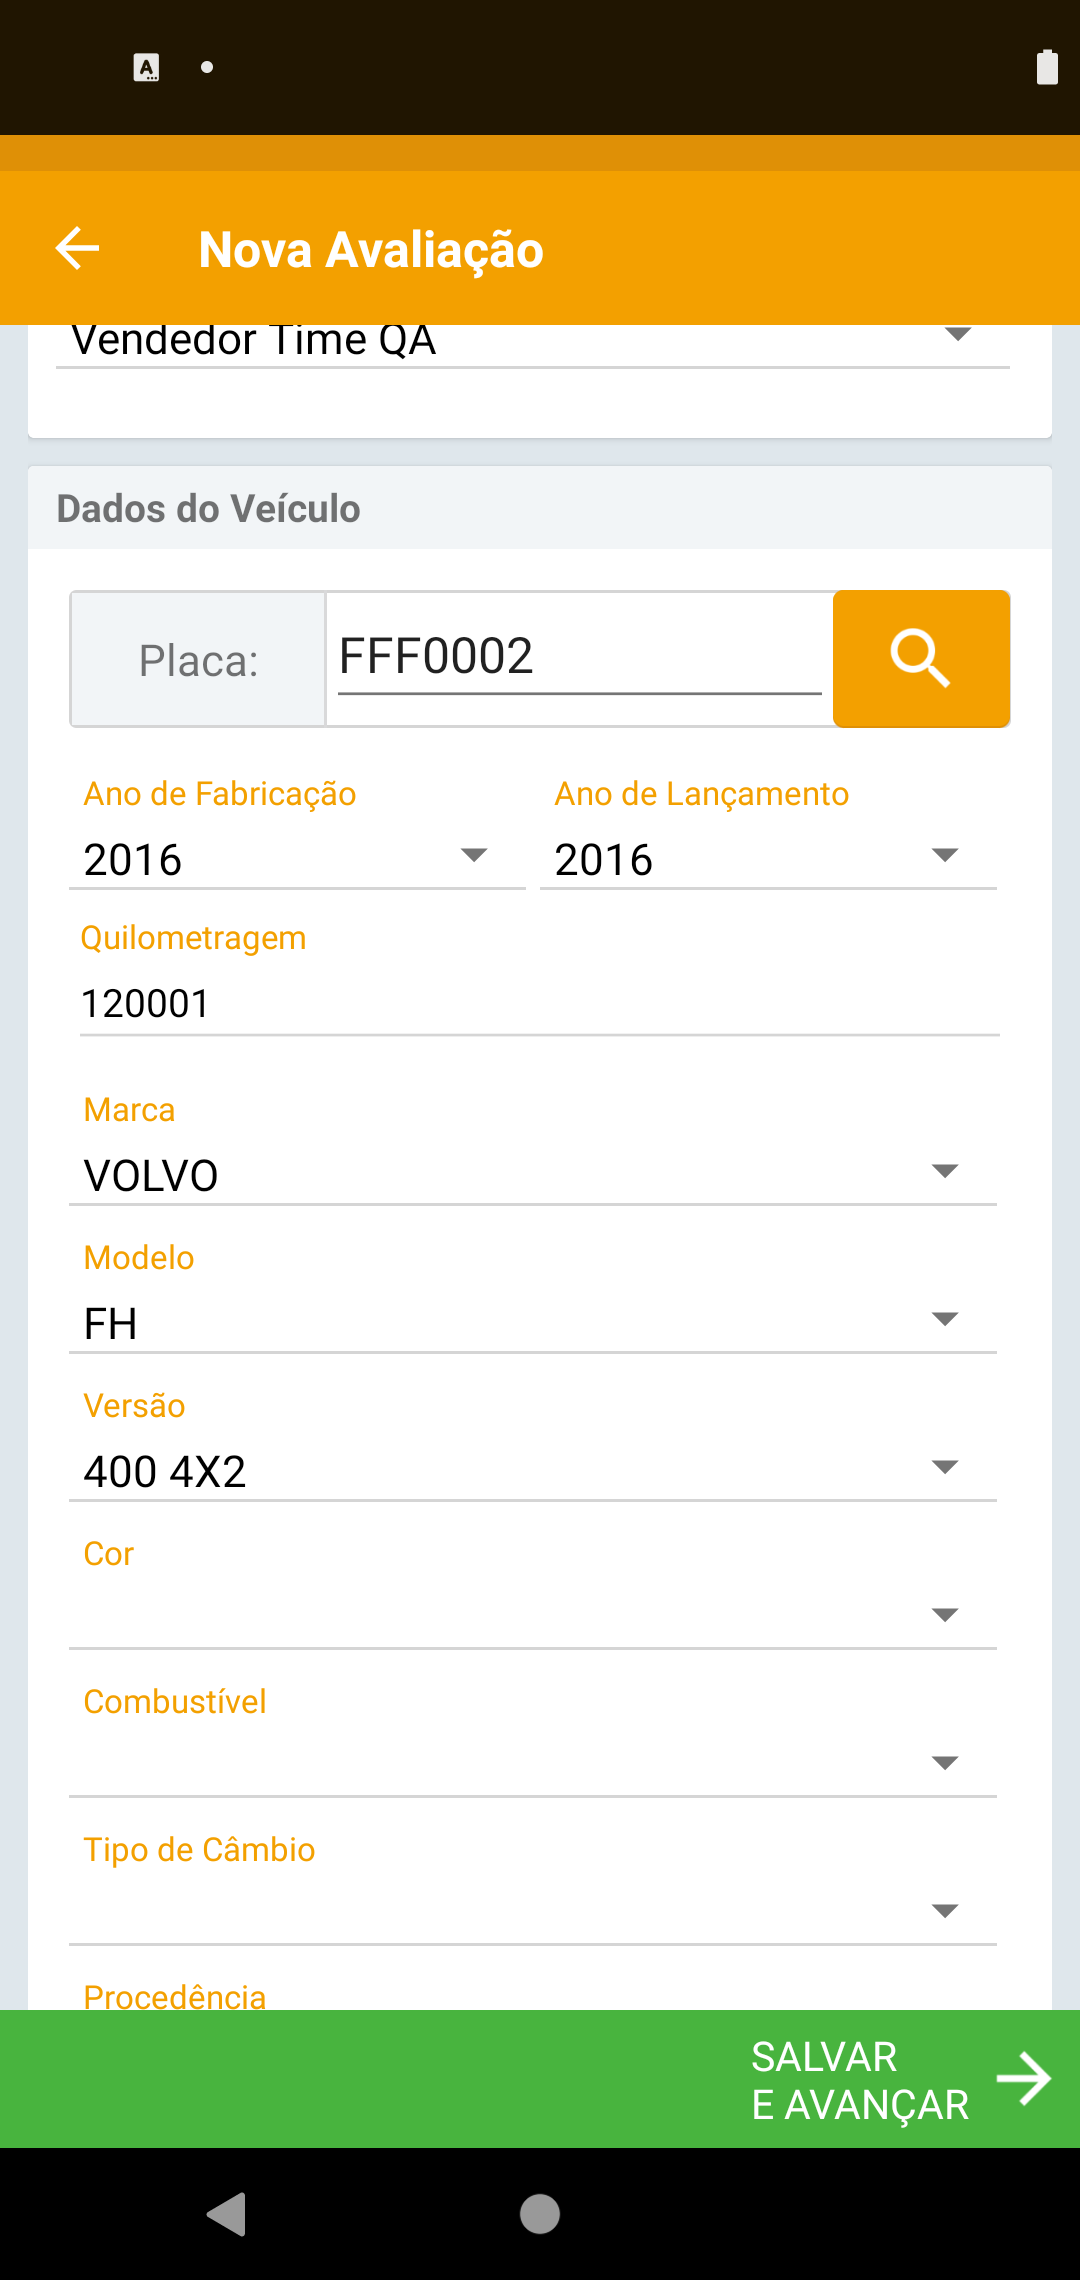 Nova Avaliação
Vendedor Time QA
Dados do Veículo
Placa: FFF0002
Ano de Fabricação Ano de Lançamento
2016 2016
Quilometragem
120001
Marca
VOLVO
Modelo
FH
Versão
400 4X2
Cor
Combustível
Tipo de Câmbio
Procedência
SALVAR
E AVANÇAR